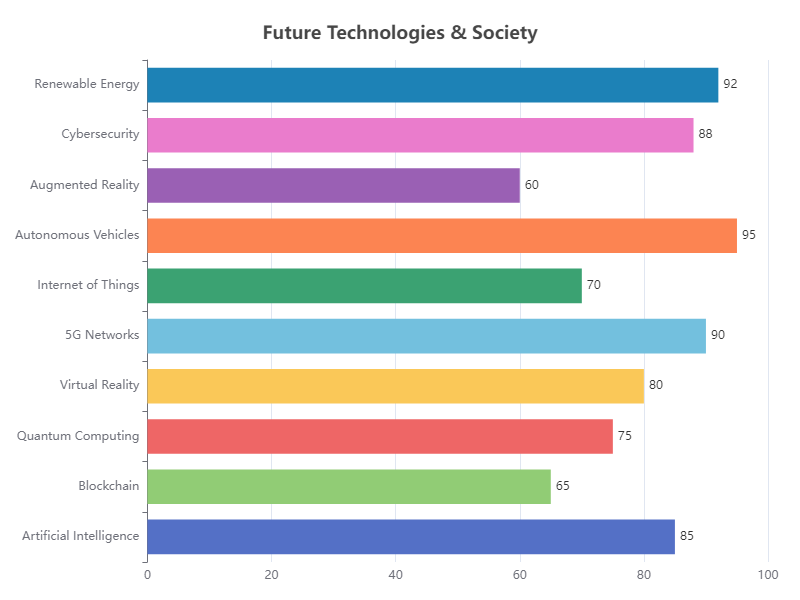 Future Technologies & Society
Renewable Energy 92
Cybersecurity 88
Augmented Reality 60
Autonomous Vehicles 95
Internet of Things 70
5G Networks 90
Virtual Reality 80
Quantum Computing 75
Blockchain 65
Artificial Intelligence 85
0 20 40 60 80 100